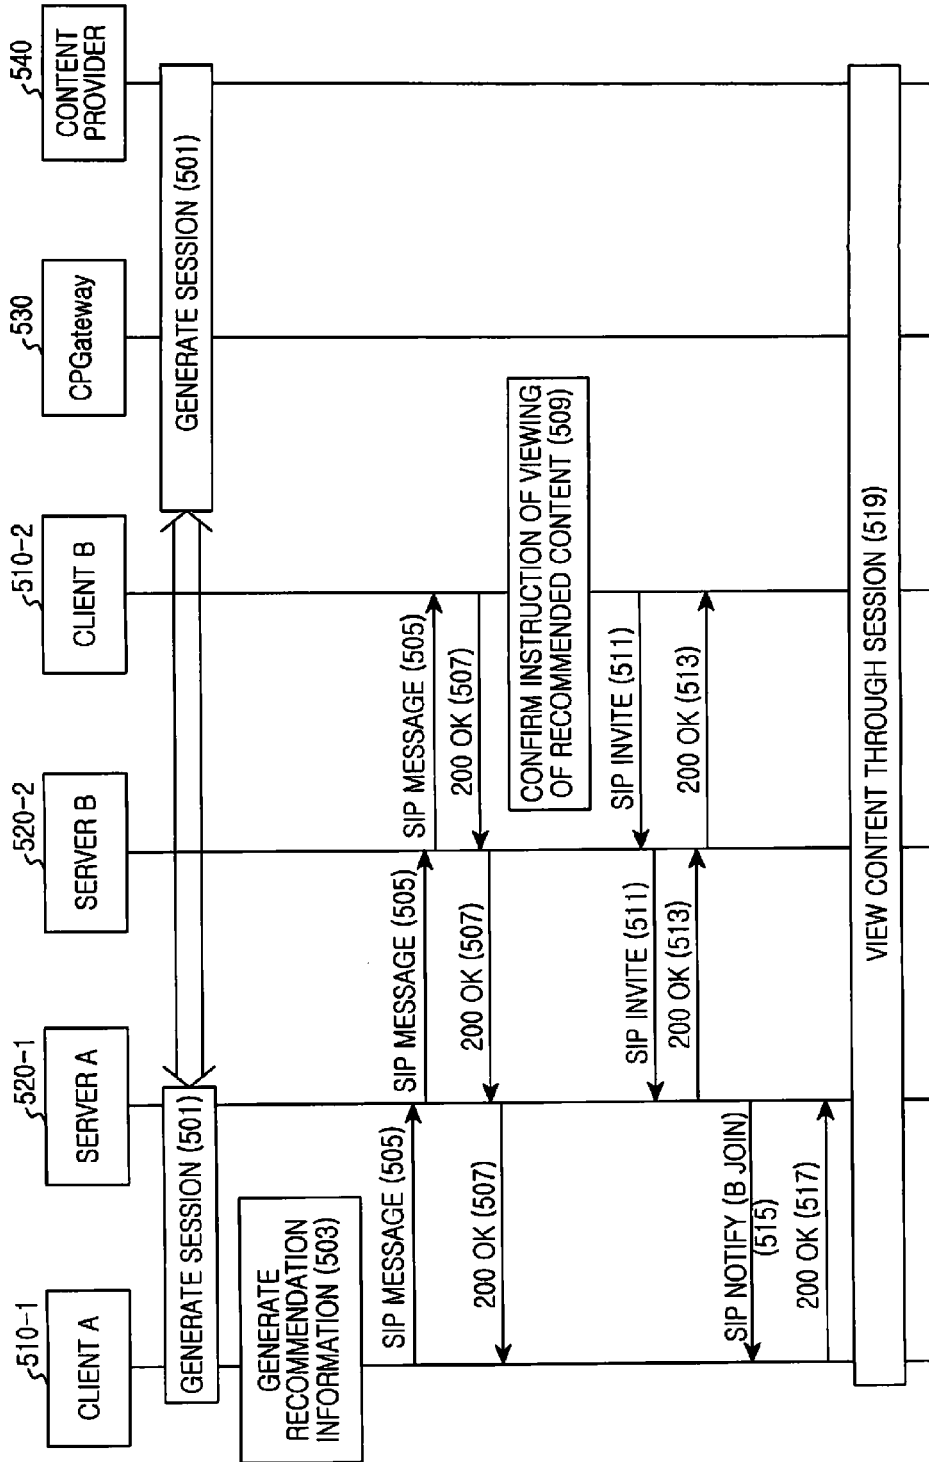 510-1
CLIENT A
520-1
SERVER A
520-2
SERVER B
510-2
CLIENT B
530
CPGateway
540
CONTENT
PROVIDER
GENERATE SESSION (501)
GENERATE SESSION (501)
GENERATE
RECOMMENDATION
INFORMATION (503)
SIP MESSAGE (505)
SIP MESSAGE (505)
SIP MESSAGE (505)
200 OK (507)
200 OK (507)
200 OK (507)
CONFIRM INSTRUCTION OF VIEWING
OF RECOMMENDED CONTENT (509)
SIP INVITE (511)
SIP INVITE (511)
200 OK (513)
200 OK (513)
SIP NOTIFY (B JOIN)
(515)
200 OK (517)
VIEW CONTENT THROUGH SESSION (519)